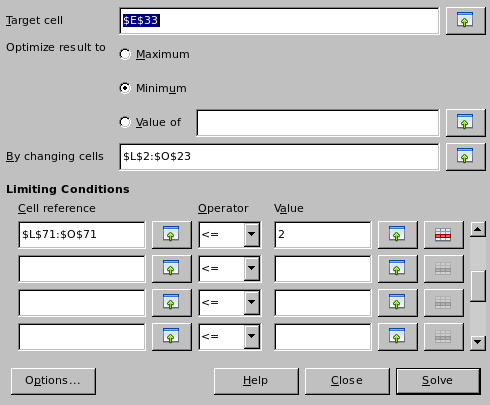 Target cell $E$33
Optimize result to
Maximum
Minimum
Value of
By changing cells $L$2:$O$23
Limiting Conditions
Cell reference Operator Value
$L$71:$O$71 <= 2
<=
<=
<=
Options... Help Close Solve